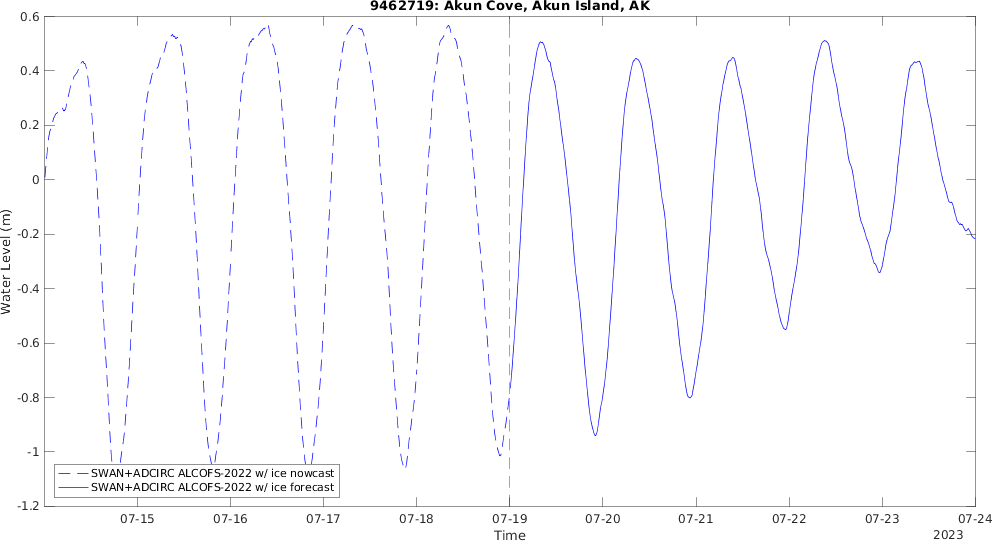 9462719: Akun Cove, Akun Island, AK
0.6
0.4
0.2
0
-0.2
-0.4
-0.6
-0.8
-1
-1.2
Water Level (m)
SWAN+ADCIRC ALCOFS-2022 w/ ice nowcast
SWAN+ADCIRC ALCOFS-2022 w/ ice forecast
07-15 07-16 07-17 07-18 07-19 07-20 07-21 07-22 07-23 07-24
Time
2023